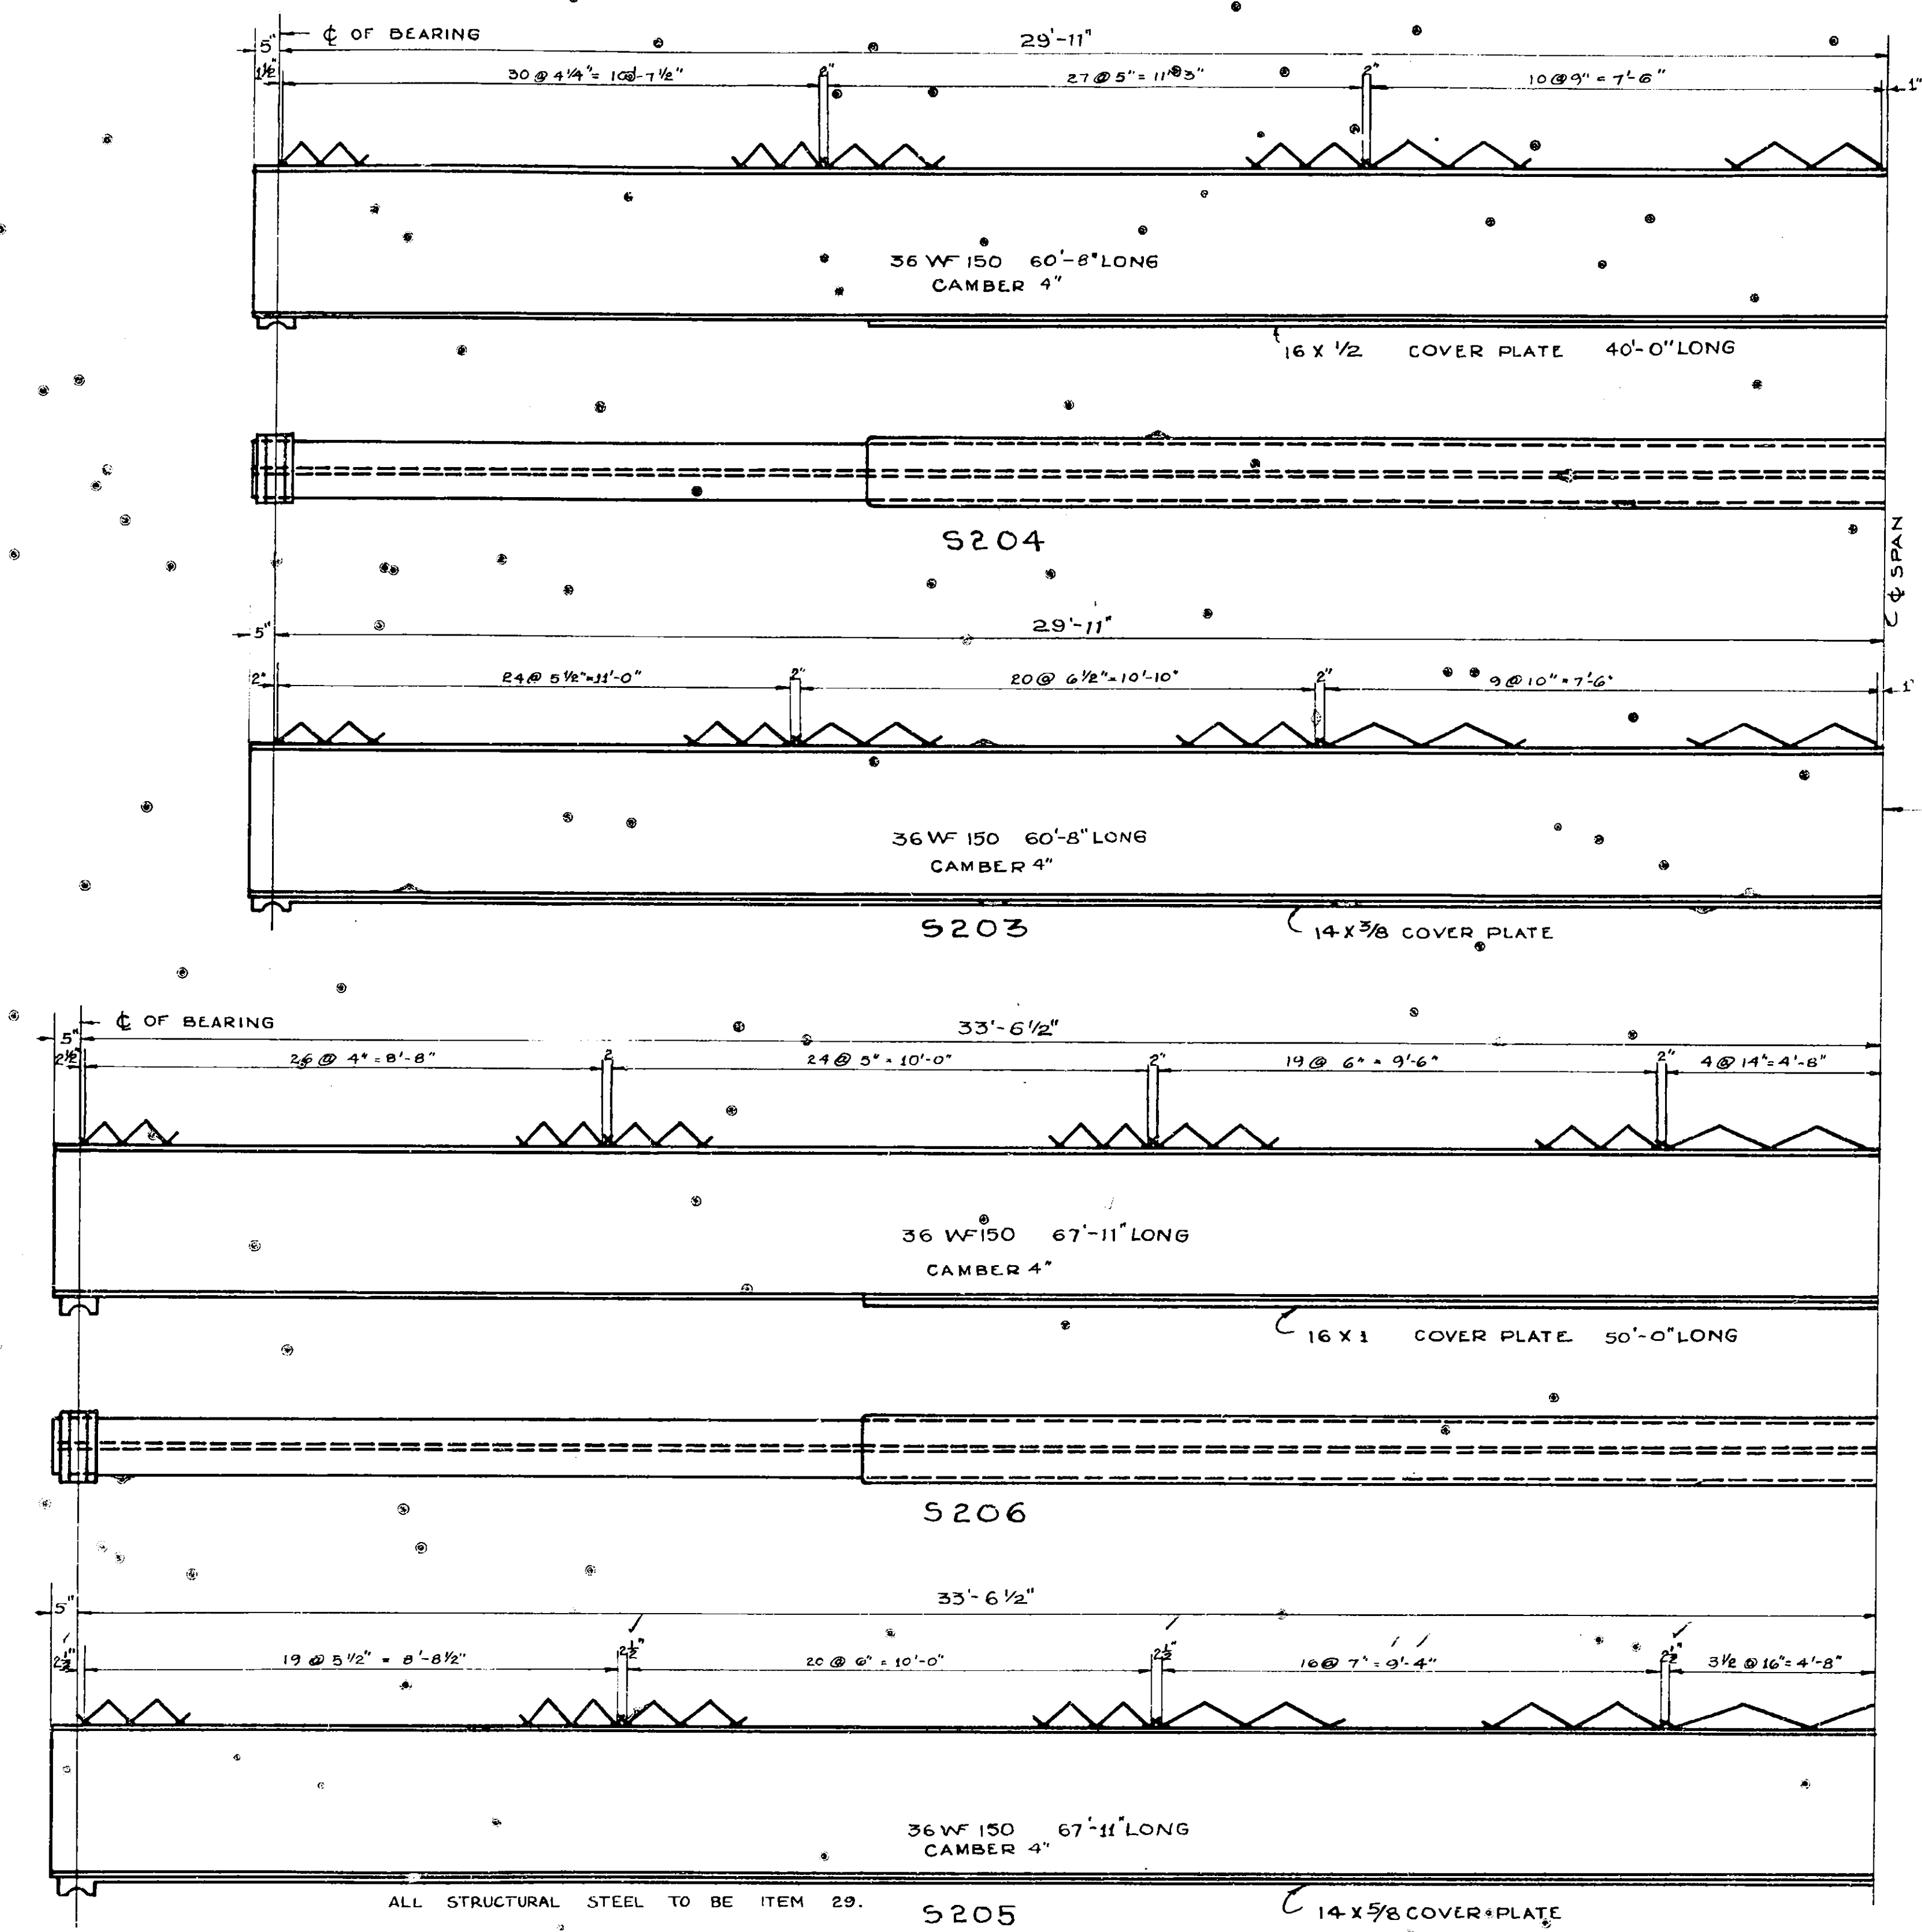 ℄ OF BEARING
5" 29'-11"
1½" 30 @ 4¼" = 10'-7½" 2" 27 @ 5" = 11'-3" 2" 10 @ 9" = 7'-6" 1"
36 WF 150 60'-8" LONG
CAMBER 4"
16 X ½ COVER PLATE 40'-0" LONG
S204
℄ SPAN
5" 29'-11"
2" 24 @ 5½" = 11'-0" 2" 20 @ 6½" = 10'-10" 2" 9 @ 10" = 7'-6" 1"
36 WF 150 60'-8" LONG
CAMBER 4"
S203
14 X 3/8 COVER PLATE
℄ OF BEARING
5" 33'-6½"
2½" 26 @ 4" = 8'-8" 2 24 @ 5" = 10'-0" 2" 19 @ 6" = 9'-6" 2" 4 @ 14" = 4'-8"
36 WF 150 67'-11" LONG
CAMBER 4"
16 X 1 COVER PLATE 50'-0" LONG
S206
5" 33'-6½"
2½" 19 @ 5½" = 8'-8½" 2½" 20 @ 6" = 10'-0" 2½" 16 @ 7" = 9'-4" 2½" 3½ @ 16" = 4'-8"
36 WF 150 67'-11" LONG
CAMBER 4"
ALL STRUCTURAL STEEL TO BE ITEM 29.
S205
14 X 5/8 COVER PLATE